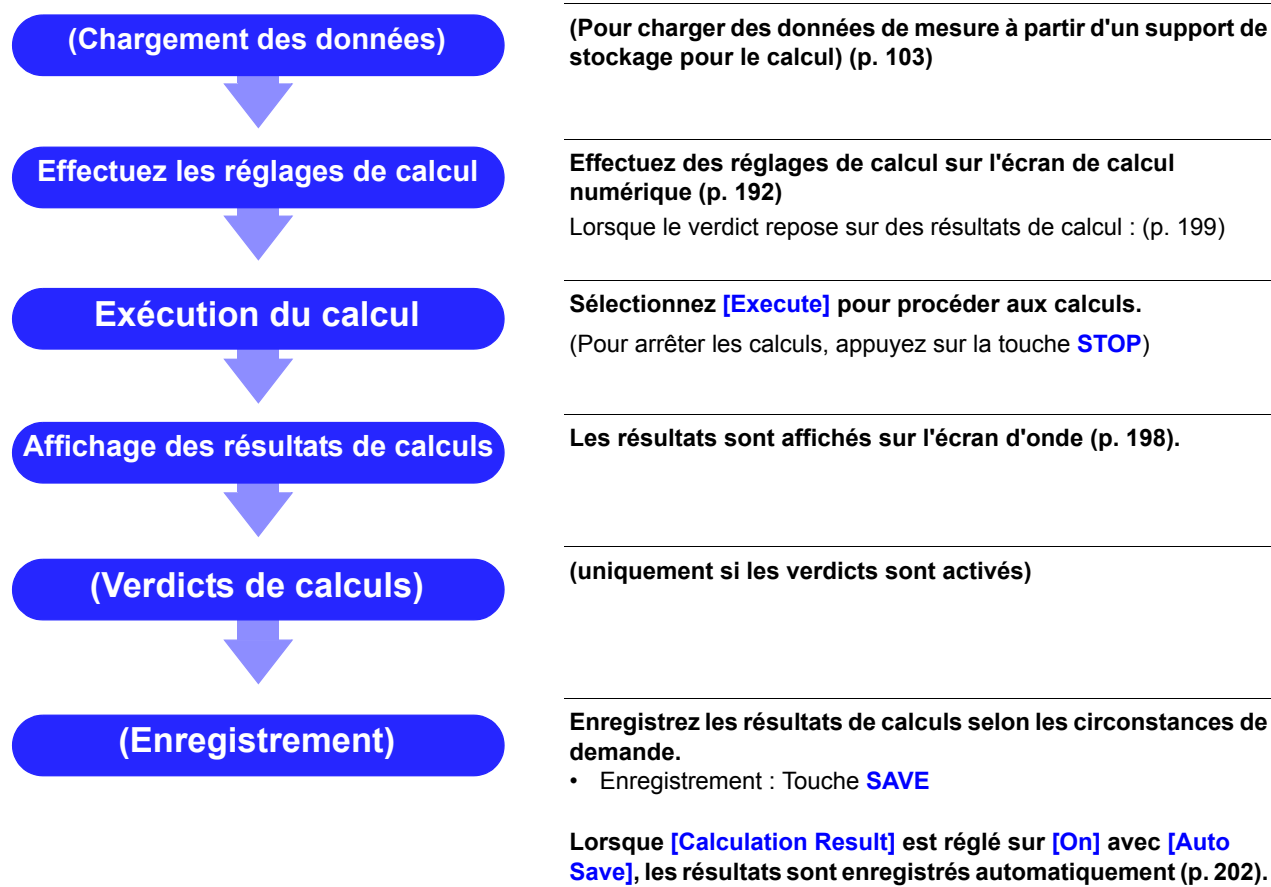 (Chargement des données)
(Pour charger des données de mesure à partir d'un support de
stockage pour le calcul) (p. 103)
Effectuez les réglages de calcul
Effectuez des réglages de calcul sur l'écran de calcul
numérique (p. 192)
Lorsque le verdict repose sur des résultats de calcul : (p. 199)
Exécution du calcul
Sélectionnez [Execute] pour procéder aux calculs.
(Pour arrêter les calculs, appuyez sur la touche STOP)
Affichage des résultats de calculs
Les résultats sont affichés sur l'écran d'onde (p. 198).
(Verdicts de calculs)
(uniquement si les verdicts sont activés)
(Enregistrement)
Enregistrez les résultats de calculs selon les circonstances de
demande.
• Enregistrement : Touche SAVE
Lorsque [Calculation Result] est réglé sur [On] avec [Auto
Save], les résultats sont enregistrés automatiquement (p. 202).